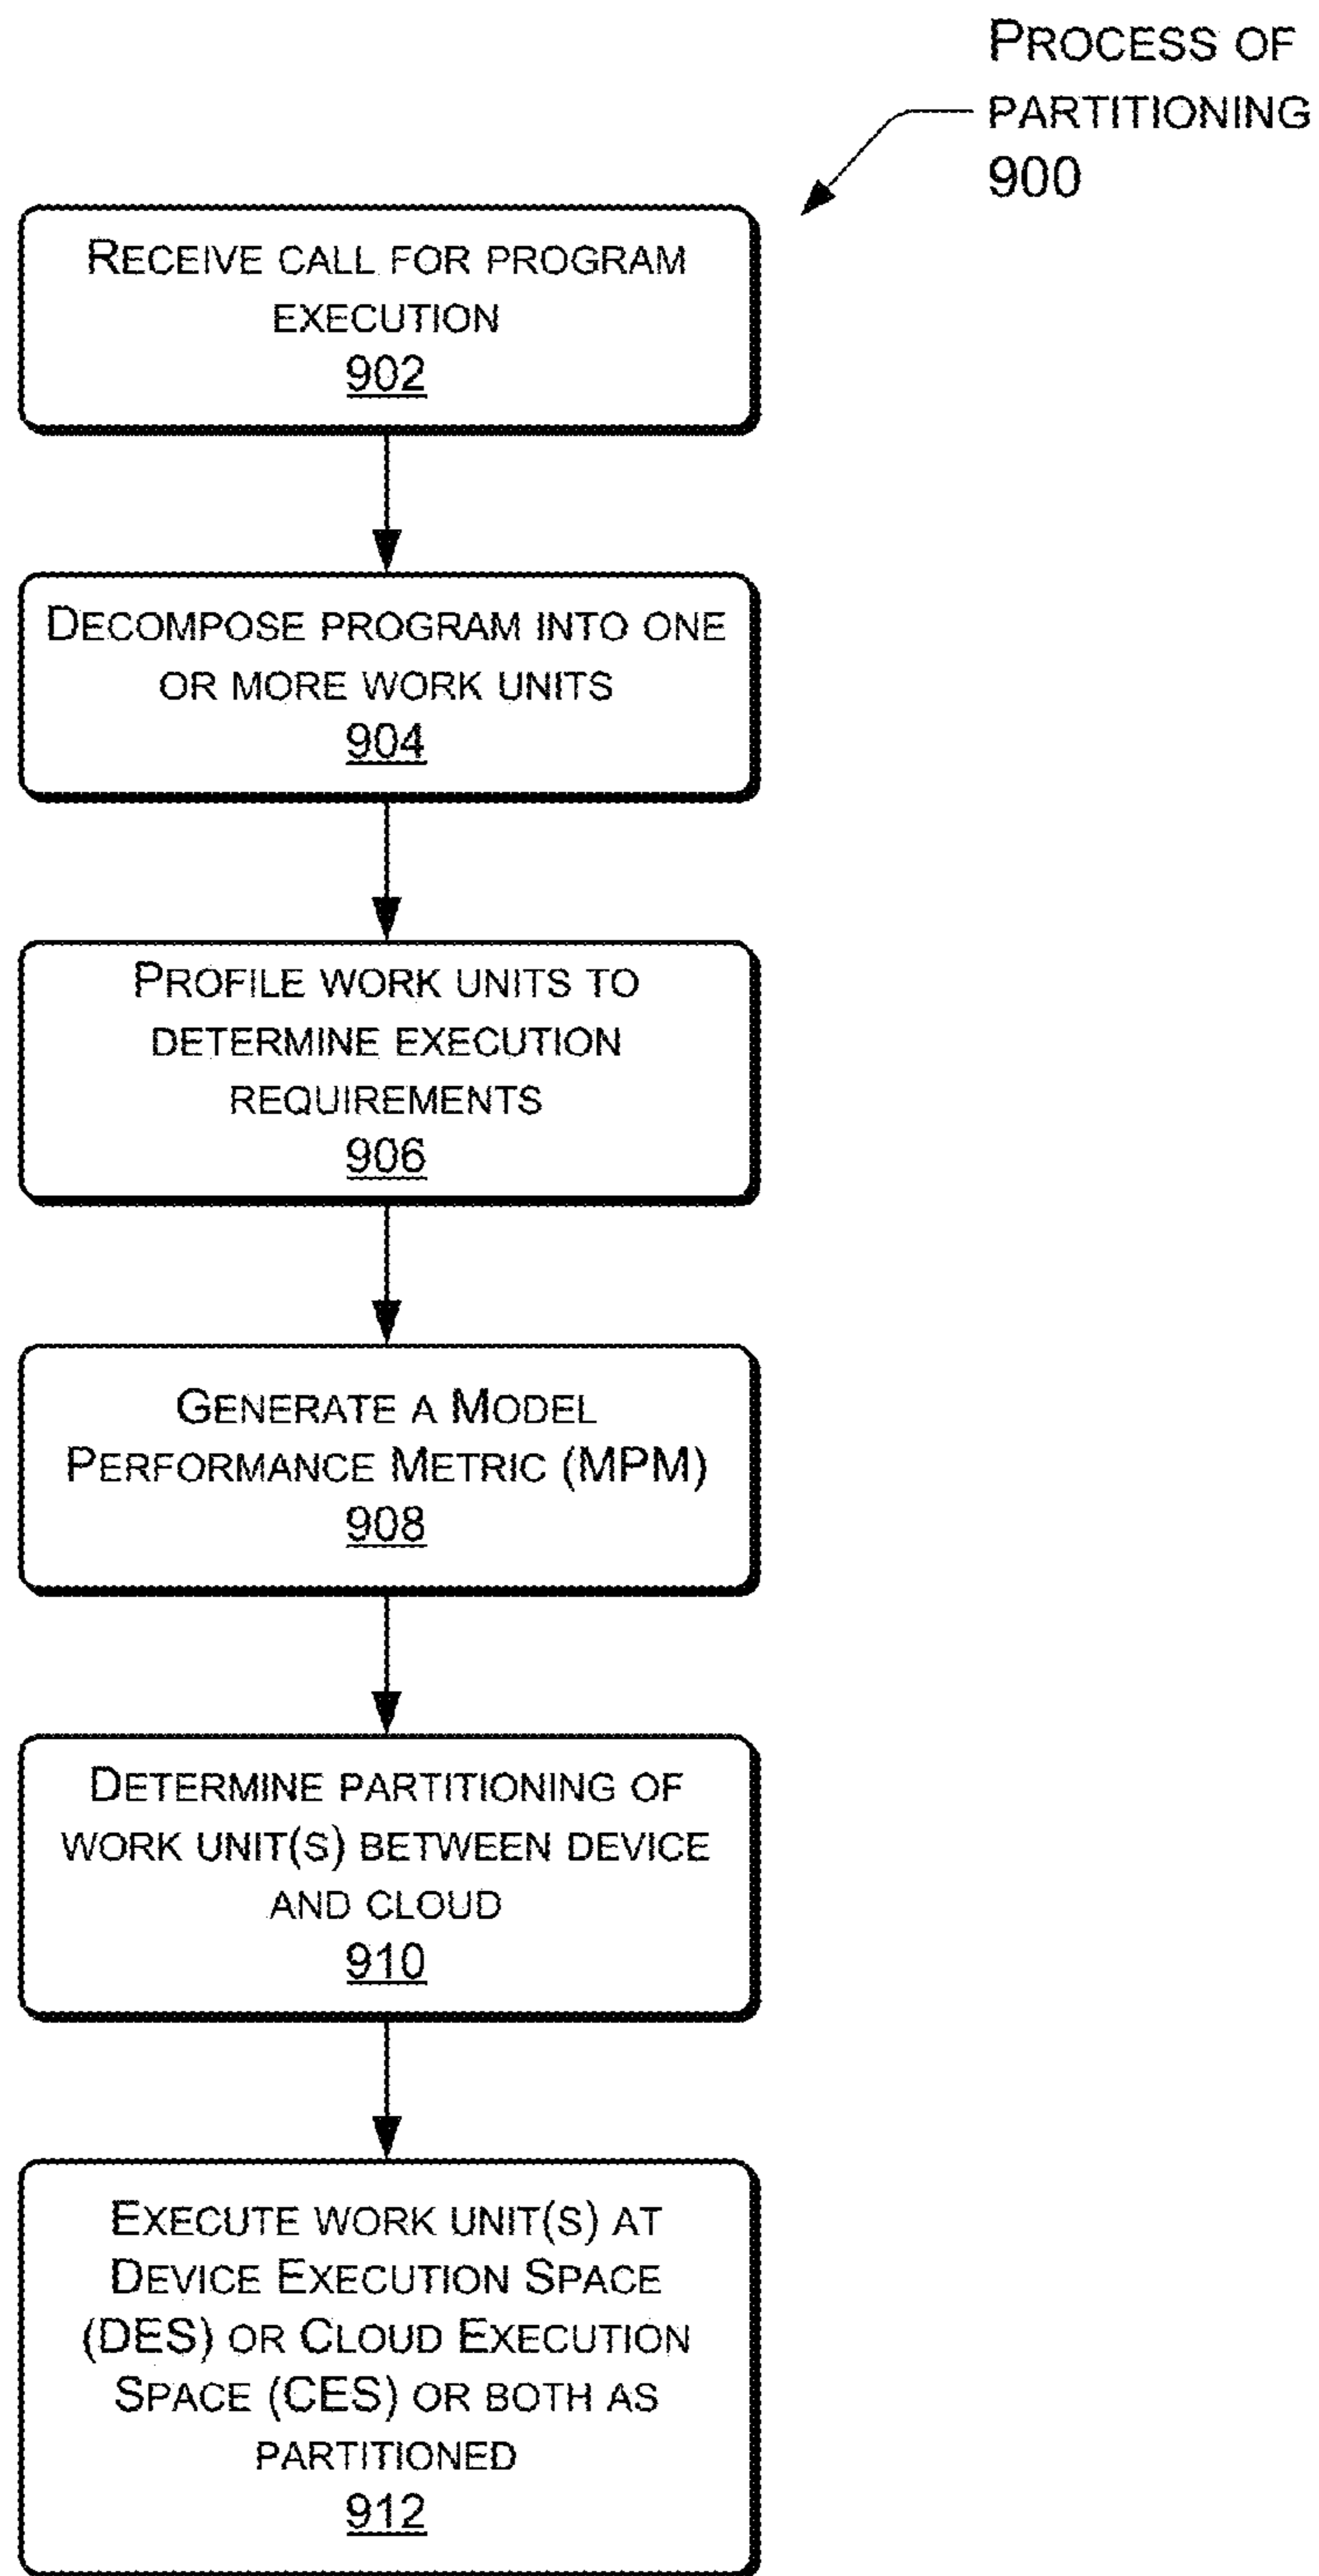 PROCESS OF
PARTITIONING
900
RECEIVE CALL FOR PROGRAM
EXECUTION
902
DECOMPOSE PROGRAM INTO ONE
OR MORE WORK UNITS
904
PROFILE WORK UNITS TO
DETERMINE EXECUTION
REQUIREMENTS
906
GENERATE A MODEL
PERFORMANCE METRIC (MPM)
908
DETERMINE PARTITIONING OF
WORK UNIT(S) BETWEEN DEVICE
AND CLOUD
910
EXECUTE WORK UNIT(S) AT
DEVICE EXECUTION SPACE
(DES) OR CLOUD EXECUTION
SPACE (CES) OR BOTH AS
PARTITIONED
912